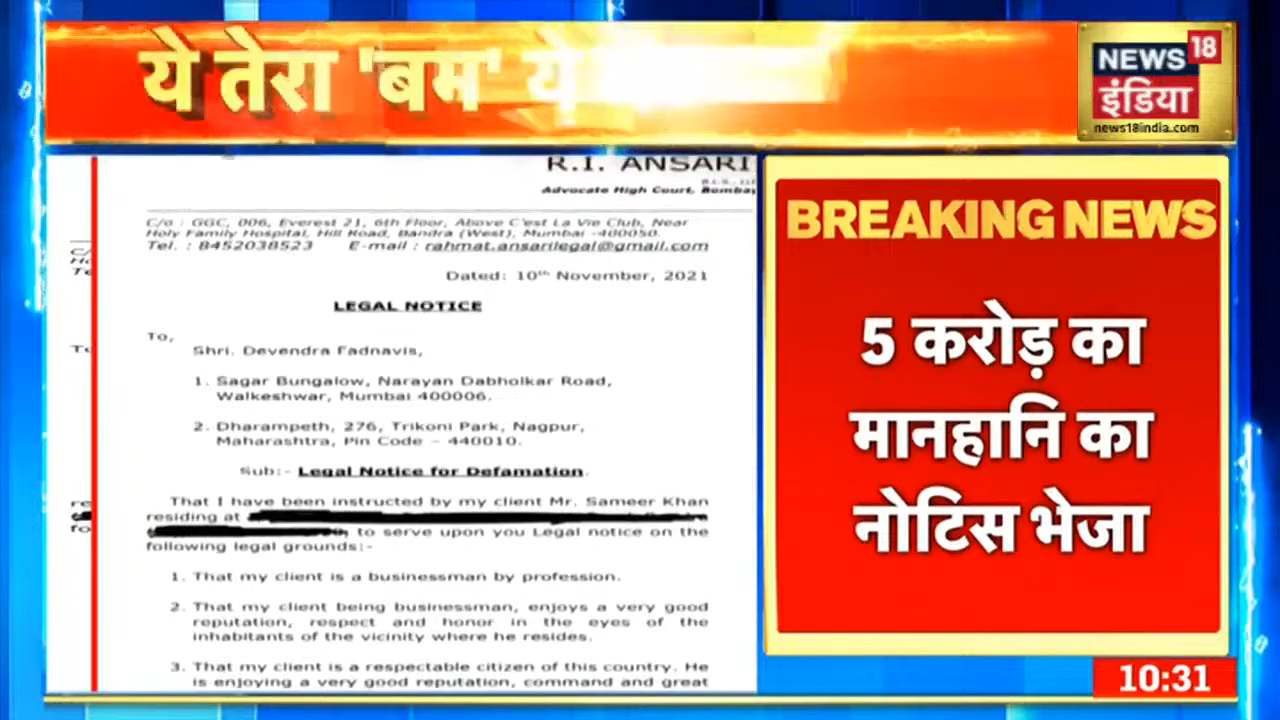 ये तेरा 'बम' ये
NEWS 18
इंडिया
news18india.com
R.I. ANSARI
Advocate High Court, Bombay
C/o : GGC, 006, Everest 21, 6th Floor, Above C'est La Vie Club, Near
Holy Family Hospital, Hill Road, Bandra (West), Mumbai -400050.
Tel. : 8452038523 E-mail : rahmat.ansarilegal@gmail.com
Dated: 10th November, 2021
LEGAL NOTICE
To,
Shri. Devendra Fadnavis,
1. Sagar Bungalow, Narayan Dabholkar Road,
Walkeshwar, Mumbai 400006.
2. Dharampeth, 276, Trikoni Park, Nagpur,
Maharashtra, Pin Code – 440010.
Sub:- Legal Notice for Defamation.
That I have been instructed by my client Mr. Sameer Khan
residing at
to serve upon you Legal notice on the
following legal grounds:-
1. That my client is a businessman by profession.
2. That my client being businessman, enjoys a very good
reputation, respect and honor in the eyes of the
inhabitants of the vicinity where he resides.
3. That my client is a respectable citizen of this country. He
is enjoying a very good reputation, command and great
BREAKING NEWS
5 करोड़ का
मानहानि का
नोटिस भेजा
10:31